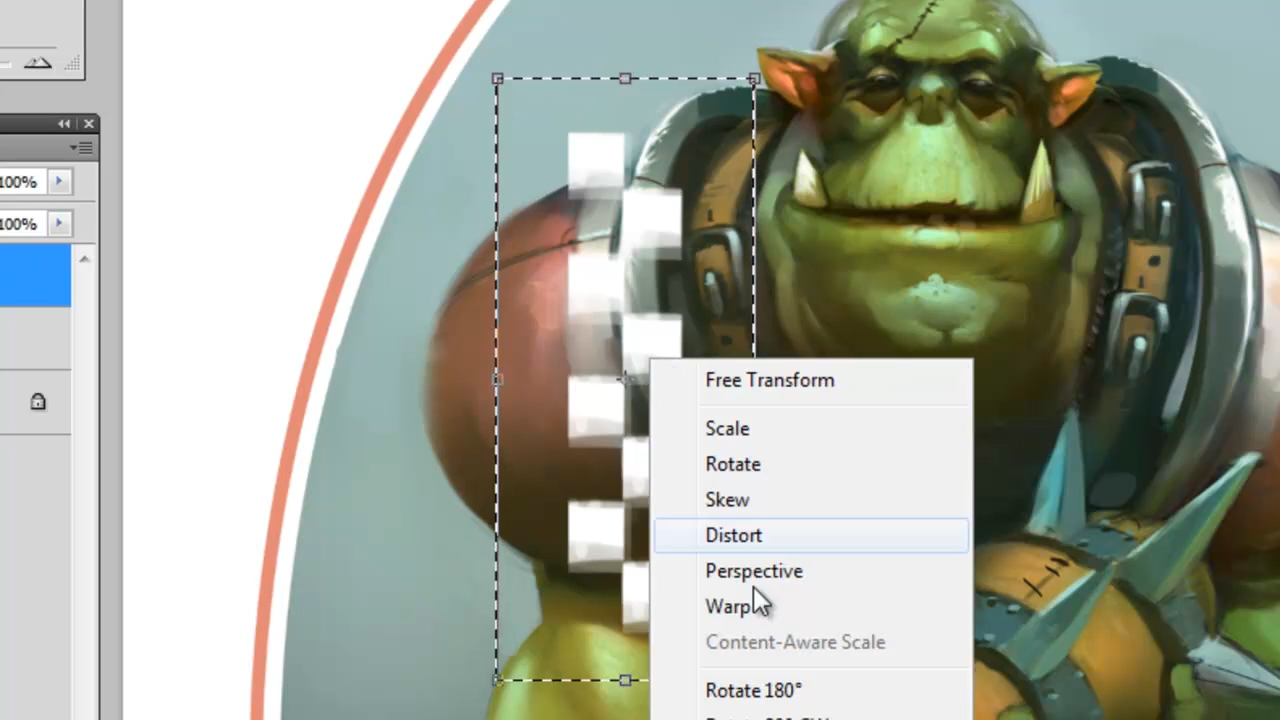 100%
100%
Free Transform
Scale
Rotate
Skew
Distort
Perspective
Warp
Content-Aware Scale
Rotate 180°